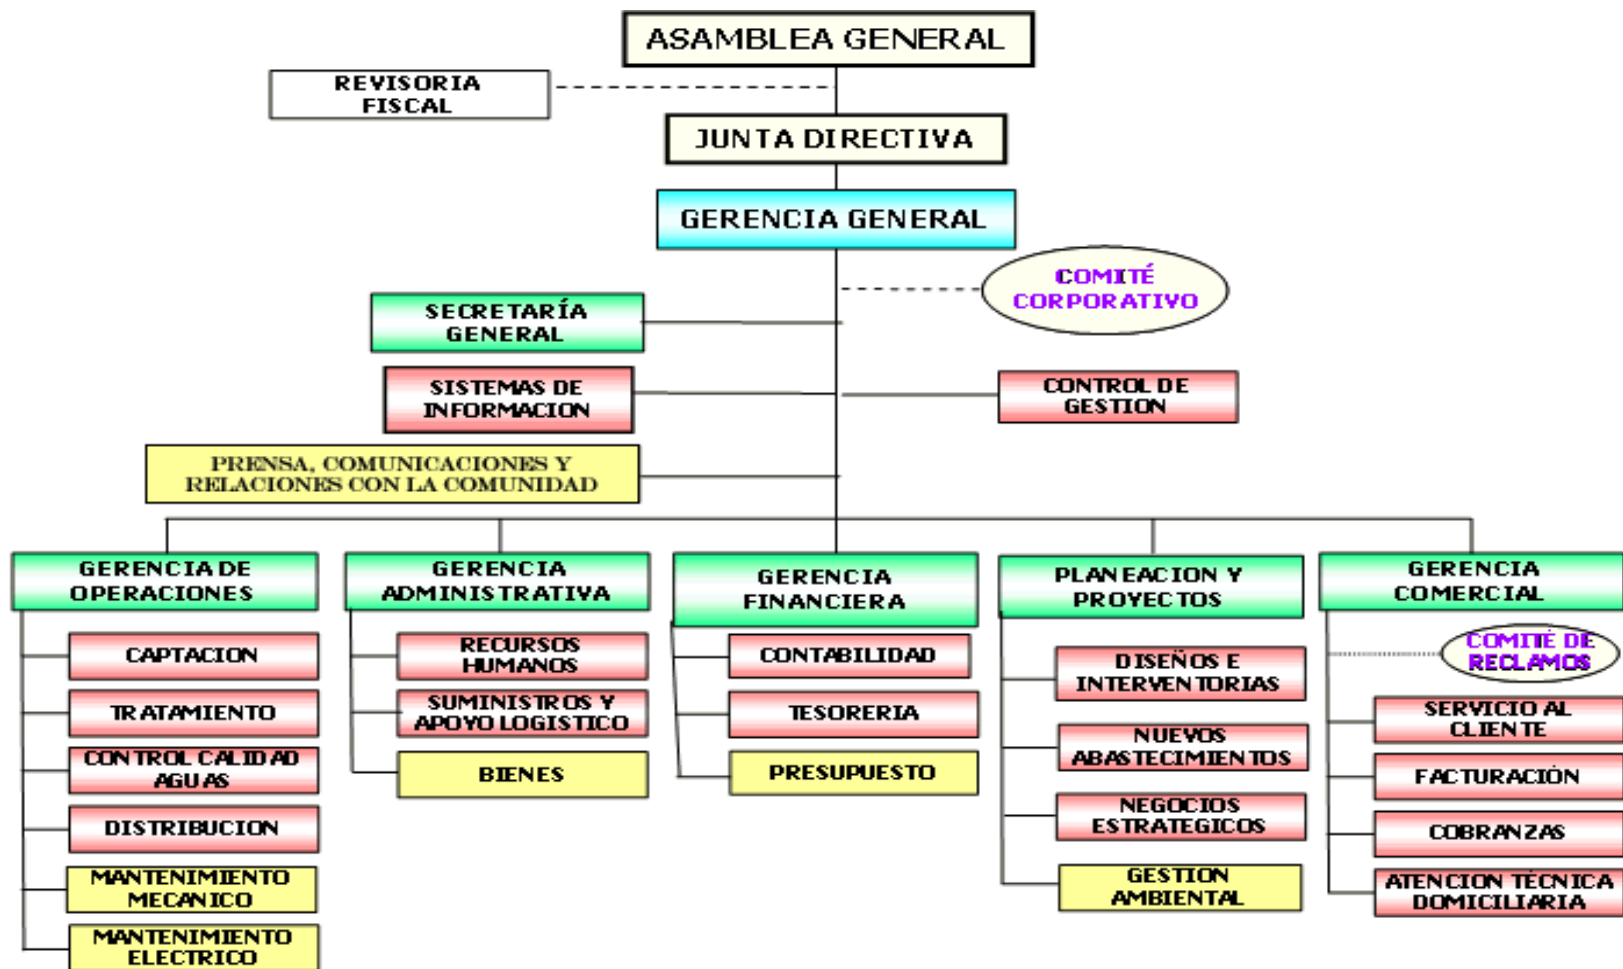 ASAMBLEA GENERAL
REVISORIA
FISCAL
JUNTA DIRECTIVA
GERENCIA GENERAL
COMITÉ
CORPORATIVO
SECRETARÍA
GENERAL
SISTEMAS DE
INFORMACION
CONTROL DE
GESTION
PRENSA, COMUNICACIONES Y
RELACIONES CON LA COMUNIDAD
GERENCIA DE
OPERACIONES
CAPTACION
TRATAMIENTO
CONTROL CALIDAD
AGUAS
DISTRIBUCION
MANTENIMIENTO
MECANICO
MANTENIMIENTO
ELECTRICO
GERENCIA
ADMINISTRATIVA
RECURSOS
HUMANOS
SUMINISTROS Y
APOYO LOGISTICO
BIENES
GERENCIA
FINANCIERA
CONTABILIDAD
TESORERIA
PRESUPUESTO
PLANEACION Y
PROYECTOS
DISEÑOS E
INTERVENTORIAS
NUEVOS
ABASTECIMIENTOS
NEGOCIOS
ESTRATEGICOS
GESTION
AMBIENTAL
GERENCIA
COMERCIAL
COMITÉ DE
RECLAMOS
SERVICIO AL
CLIENTE
FACTURACIÓN
COBRANZAS
ATENCION TÉCNICA
DOMICILIARIA